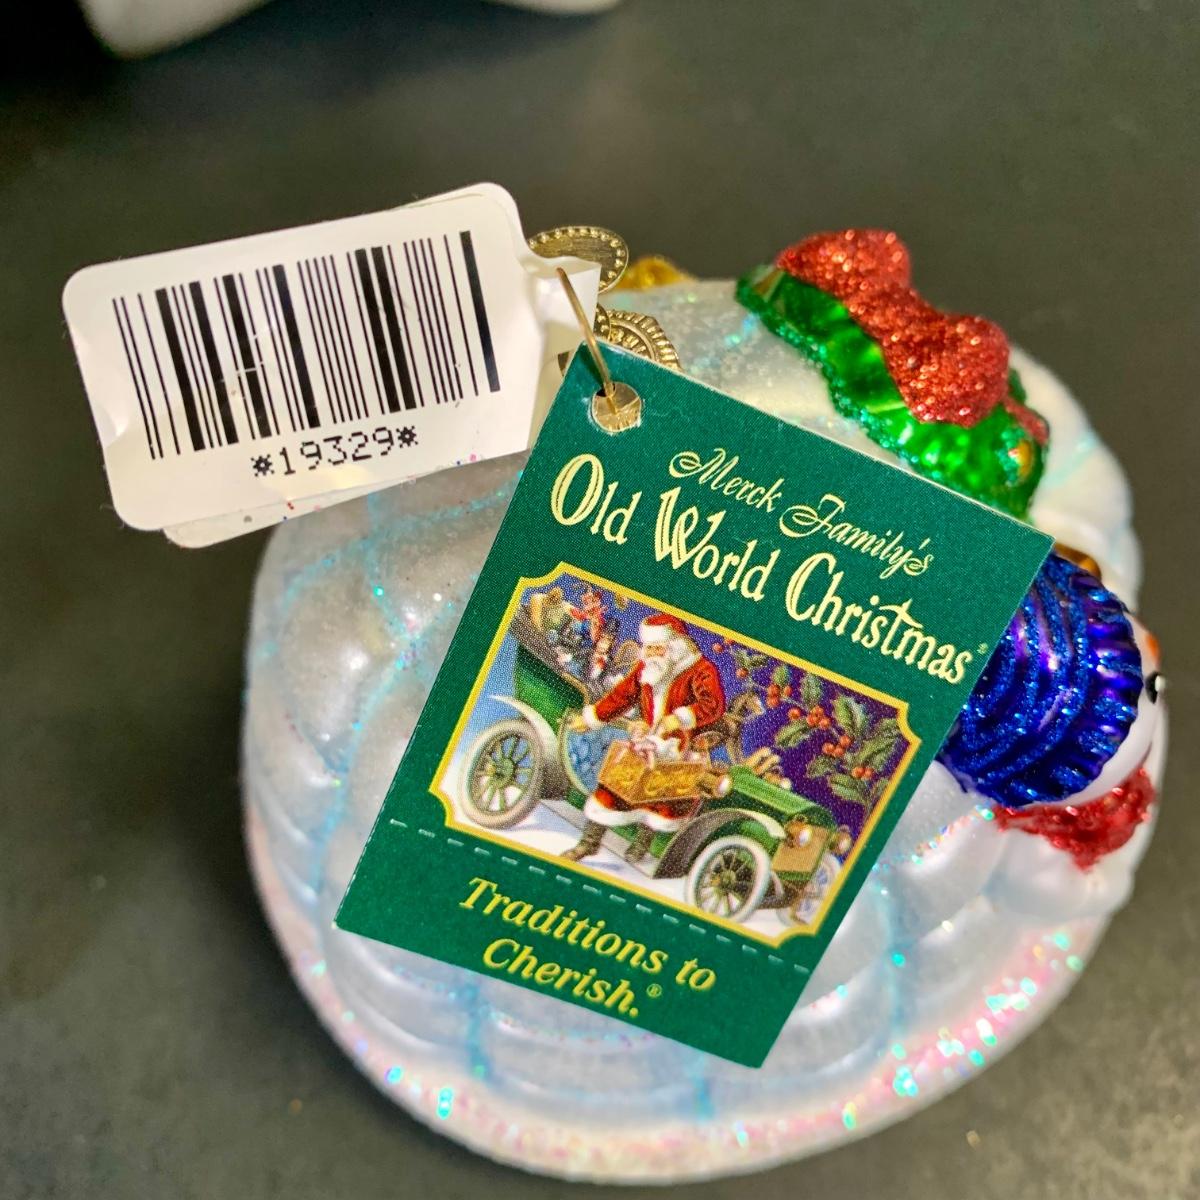 *19329*
Merck Family's
Old World Christmas®
Traditions to
Cherish.®